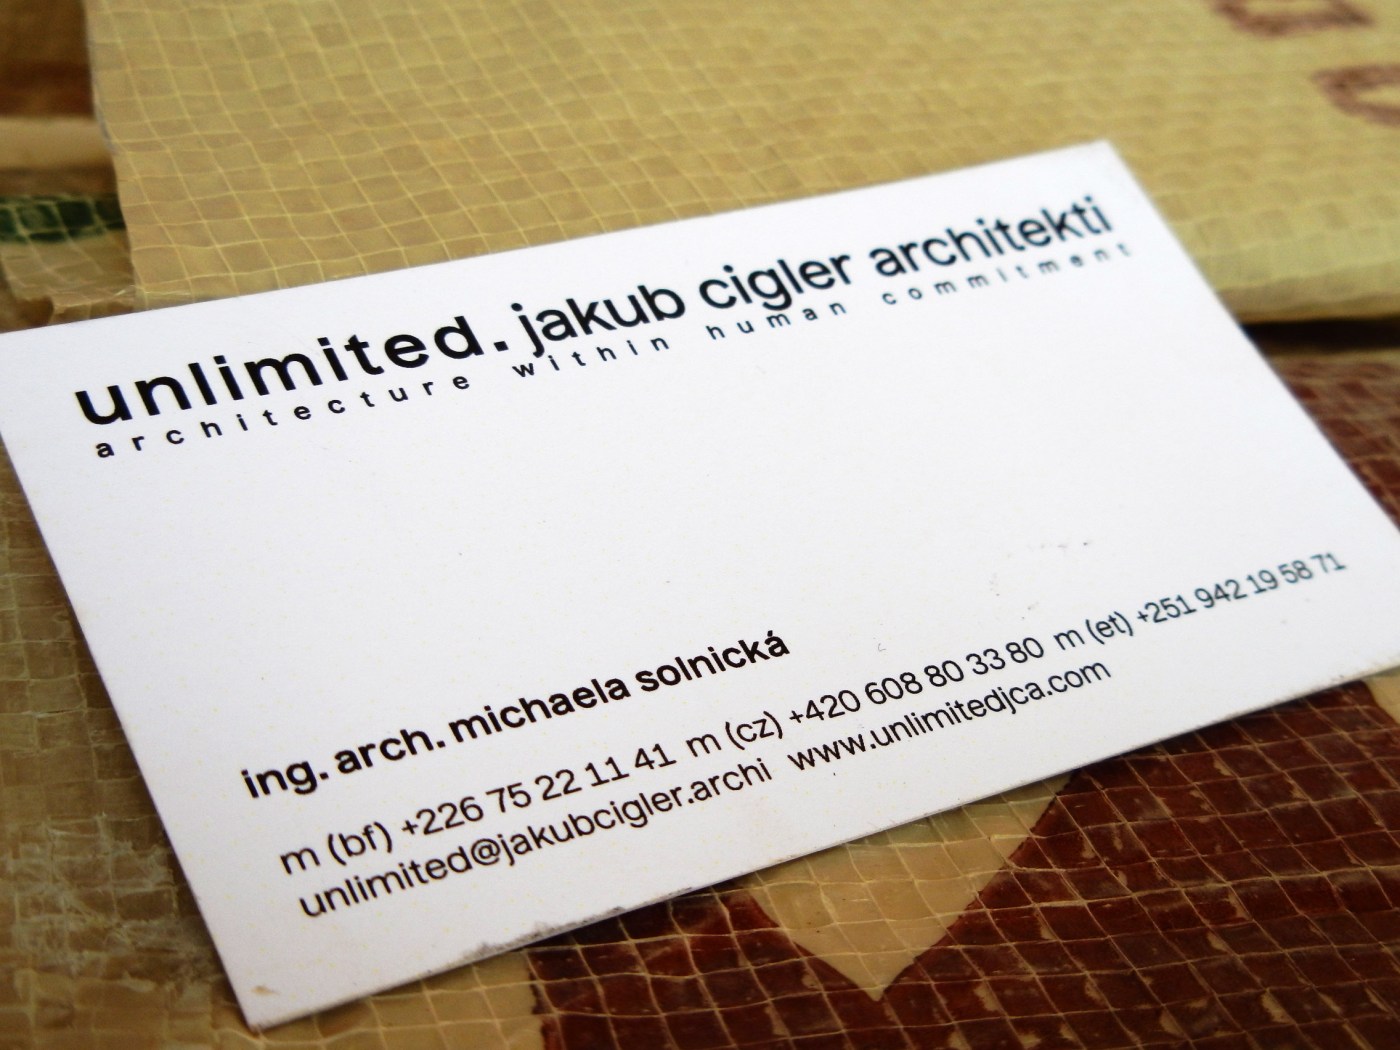 unlimited. jakub cigler architekti
architecture within human commitment
ing. arch. michaela solnická
m (bf) +226 75 22 11 41 m (cz) +420 608 80 33 80 m (et) +251 942 19 58 71
unlimited@jakubcigler.archi www.unlimitedjca.com